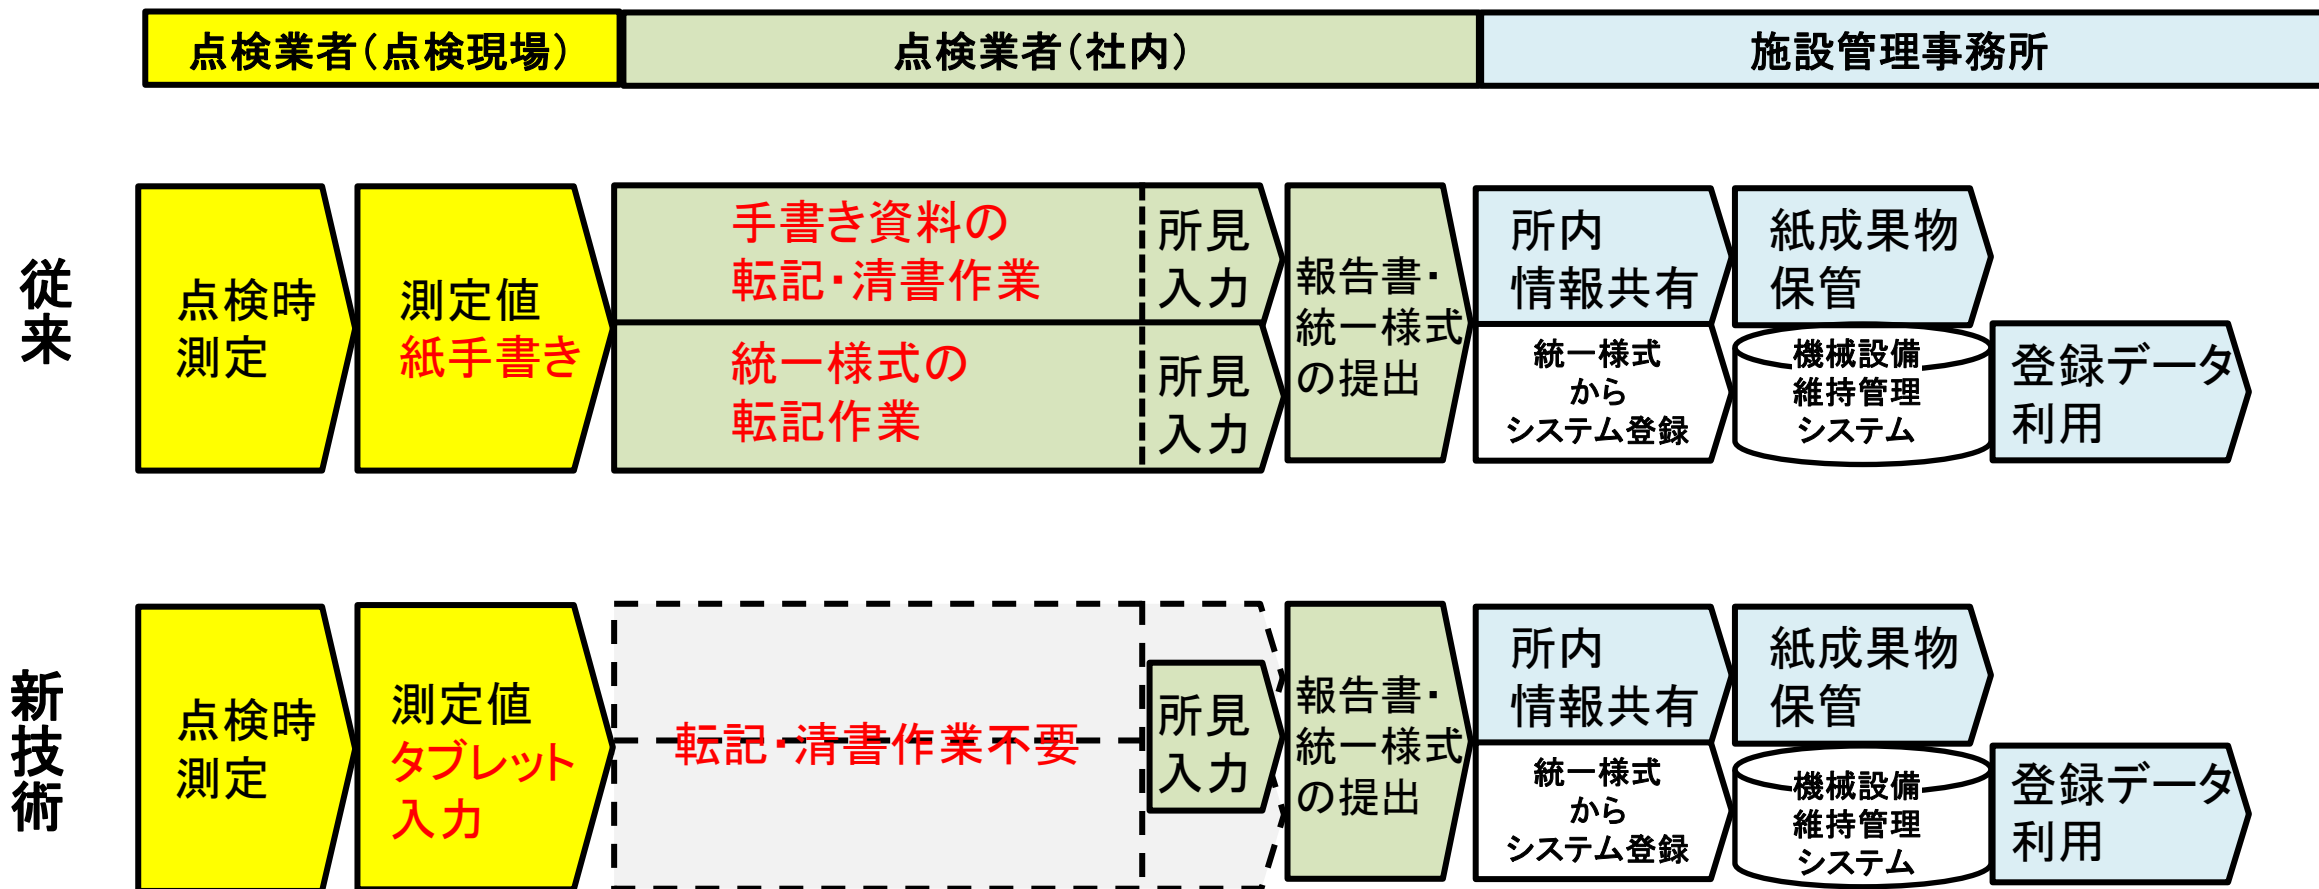 点検業者（点検現場）
点検業者（社内）
施設管理事務所
従来
点検時
測定
測定値
紙手書き
手書き資料の
転記・清書作業
所見
入力
統一様式の
転記作業
所見
入力
報告書・
統一様式
の提出
所内
情報共有
統一様式
から
システム登録
紙成果物
保管
機械設備
維持管理
システム
登録データ
利用
新技術
点検時
測定
測定値
タブレット
入力
転記・清書作業不要
所見
入力
報告書・
統一様式
の提出
所内
情報共有
統一様式
から
システム登録
紙成果物
保管
機械設備
維持管理
システム
登録データ
利用